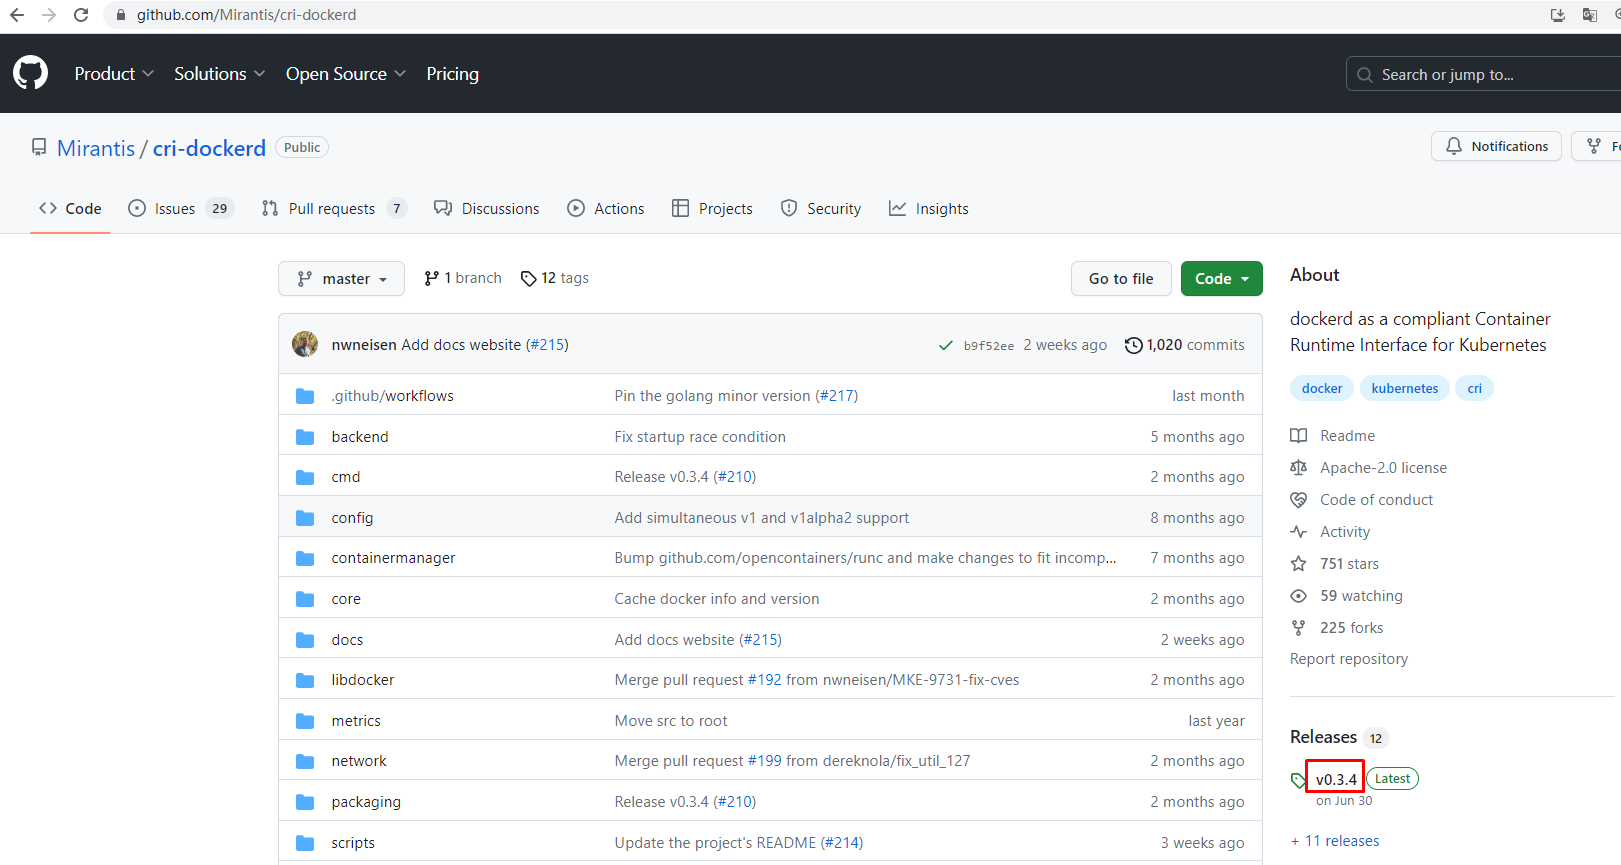 github.com/Mirantis/cri-dockerd
Product Solutions Open Source Pricing Search or jump to...
Mirantis / cri-dockerd Public Notifications
Code Issues 29 Pull requests 7 Discussions Actions Projects Security Insights
master 1 branch 12 tags Go to file Code
nwneisen Add docs website (#215) b9f52ee 2 weeks ago 1,020 commits
.github/workflows Pin the golang minor version (#217) last month
backend Fix startup race condition 5 months ago
cmd Release v0.3.4 (#210) 2 months ago
config Add simultaneous v1 and v1alpha2 support 8 months ago
containermanager Bump github.com/opencontainers/runc and make changes to fit incomp... 7 months ago
core Cache docker info and version 2 months ago
docs Add docs website (#215) 2 weeks ago
libdocker Merge pull request #192 from nwneisen/MKE-9731-fix-cves 2 months ago
metrics Move src to root last year
network Merge pull request #199 from dereknola/fix_util_127 2 months ago
packaging Release v0.3.4 (#210) 2 months ago
scripts Update the project's README (#214) 3 weeks ago
About
dockerd as a compliant Container
Runtime Interface for Kubernetes
docker kubernetes cri
Readme
Apache-2.0 license
Code of conduct
Activity
751 stars
59 watching
225 forks
Report repository
Releases 12
v0.3.4 Latest
on Jun 30
+ 11 releases